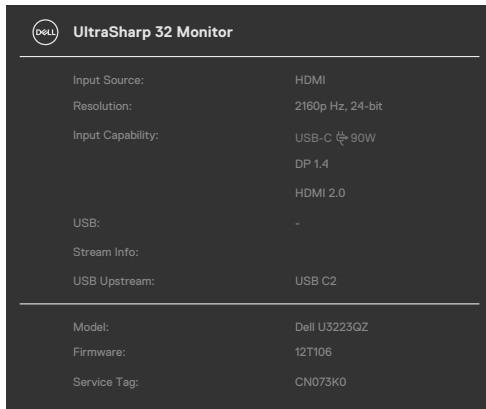 DELL UltraSharp 32 Monitor
Input Source: HDMI
Resolution: 2160p Hz, 24-bit
Input Capability: USB-C 90W
DP 1.4
HDMI 2.0
USB: -
Stream Info:
USB Upstream: USB C2
Model: Dell U3223QZ
Firmware: 12T106
Service Tag: CN073K0